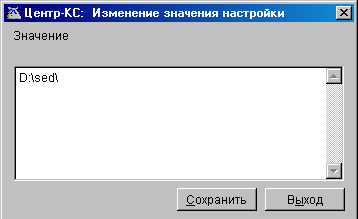 Центр-КС:  Изменение значения настройки
Значение
D:\sed\
Сохранить Выход